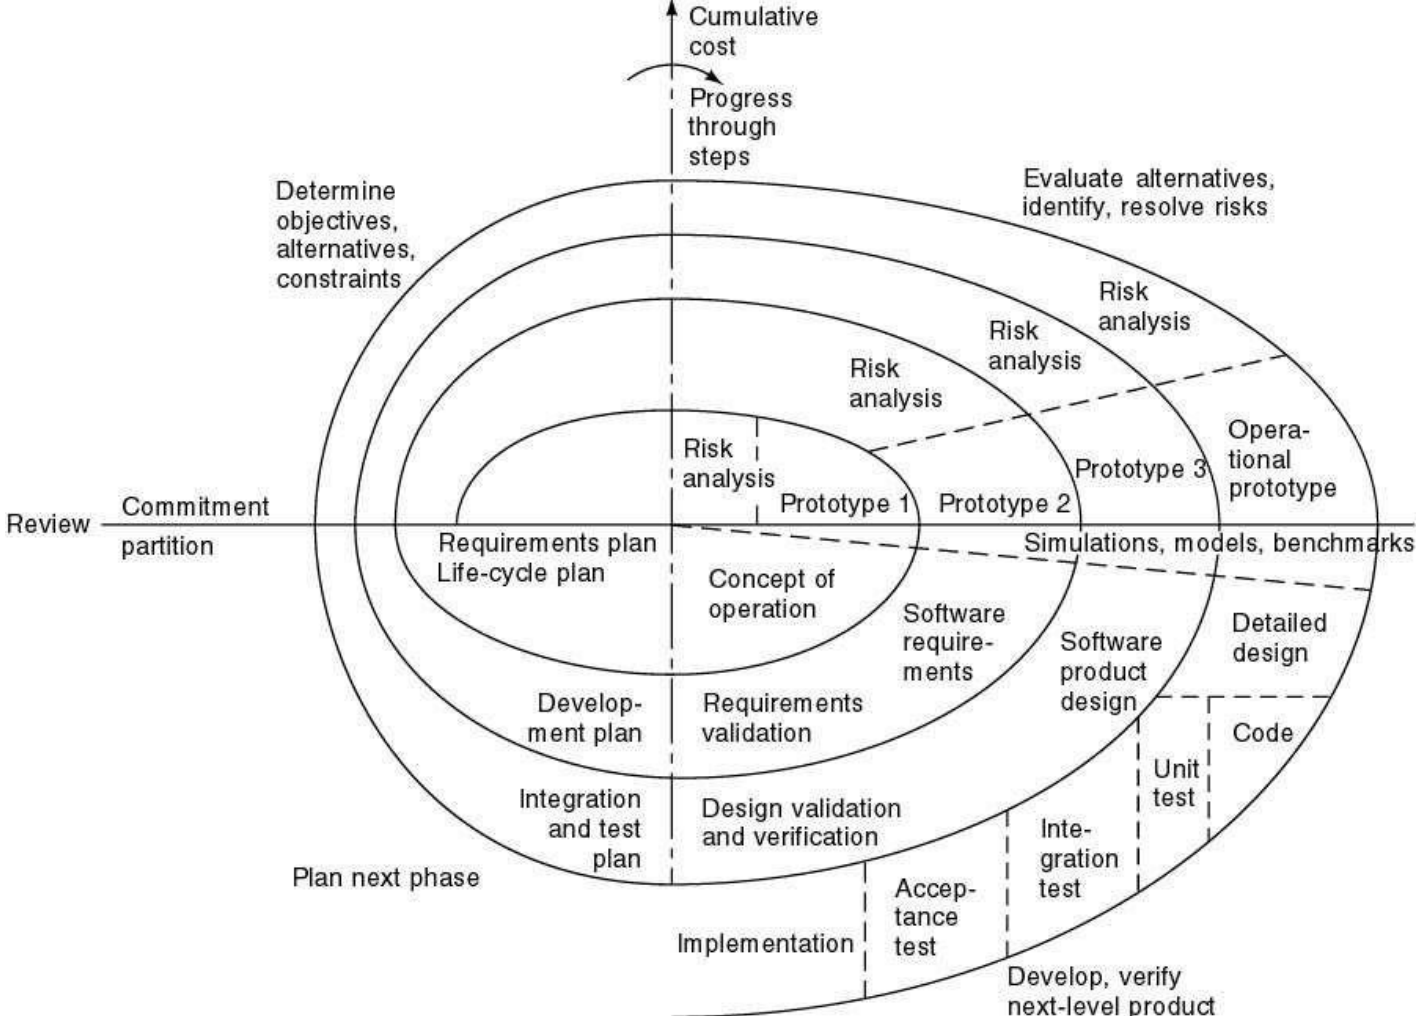 Cumulative
cost
Progress
through
steps
Determine
objectives,
alternatives,
constraints
Evaluate alternatives,
identify, resolve risks
Risk
analysis
Risk
analysis
Risk
analysis
Risk
analysis
Opera-
tional
prototype
Prototype 3
Prototype 2
Prototype 1
Review
Commitment
partition
Requirements plan
Life-cycle plan
Simulations, models, benchmarks
Concept of
operation
Software
require-
ments
Software
product
design
Detailed
design
Develop-
ment plan
Requirements
validation
Code
Unit
test
Integration
and test
plan
Design validation
and verification
Inte-
gration
test
Plan next phase
Accep-
tance
test
Implementation
Develop, verify
next-level product